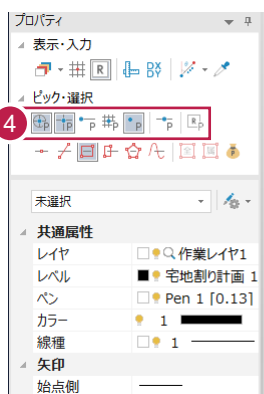 プロパティ
表示・入力
R
ピック・選択
4
P P P P P P R P
未選択
共通属性
レイヤ 作業レイヤ1
レベル 宅地割り計画 1
ペン Pen 1 [0.13]
カラー 1
線種 1
矢印
始点側